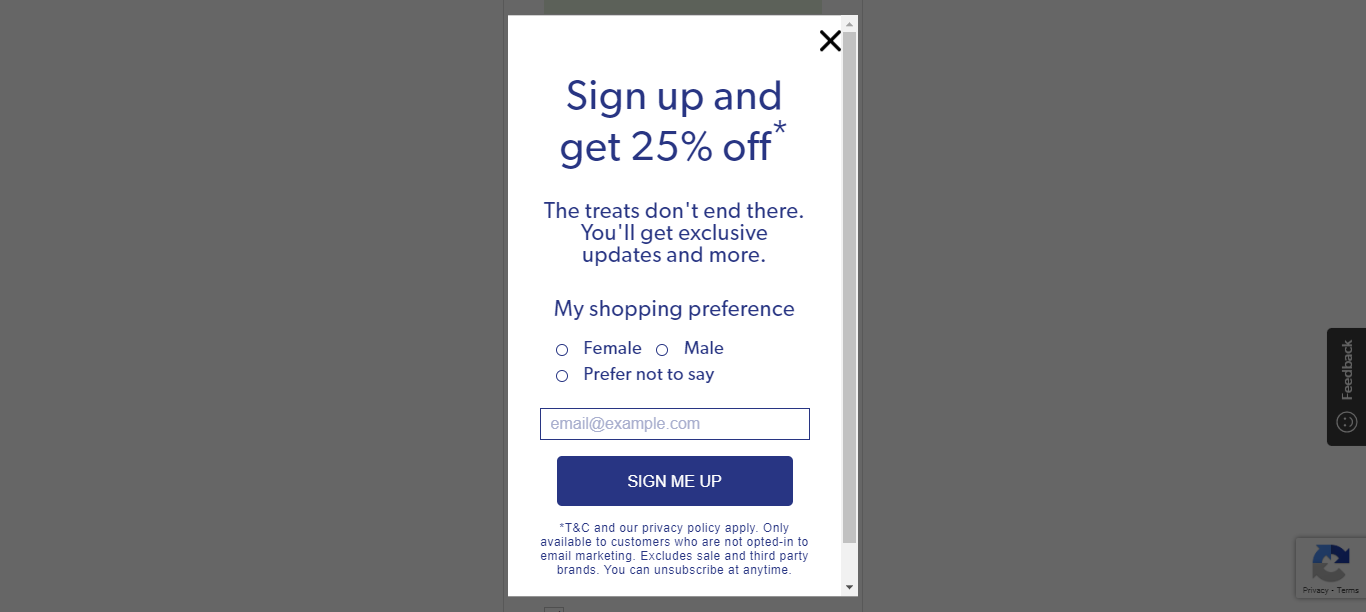 Sign up and
get 25% off*
The treats don't end there.
You'll get exclusive
updates and more.
My shopping preference
Female Male
Prefer not to say
email@example.com
SIGN ME UP
*T&C and our privacy policy apply. Only
available to customers who are not opted-in to
email marketing. Excludes sale and third party
brands. You can unsubscribe at anytime.
Feedback
Privacy - Terms